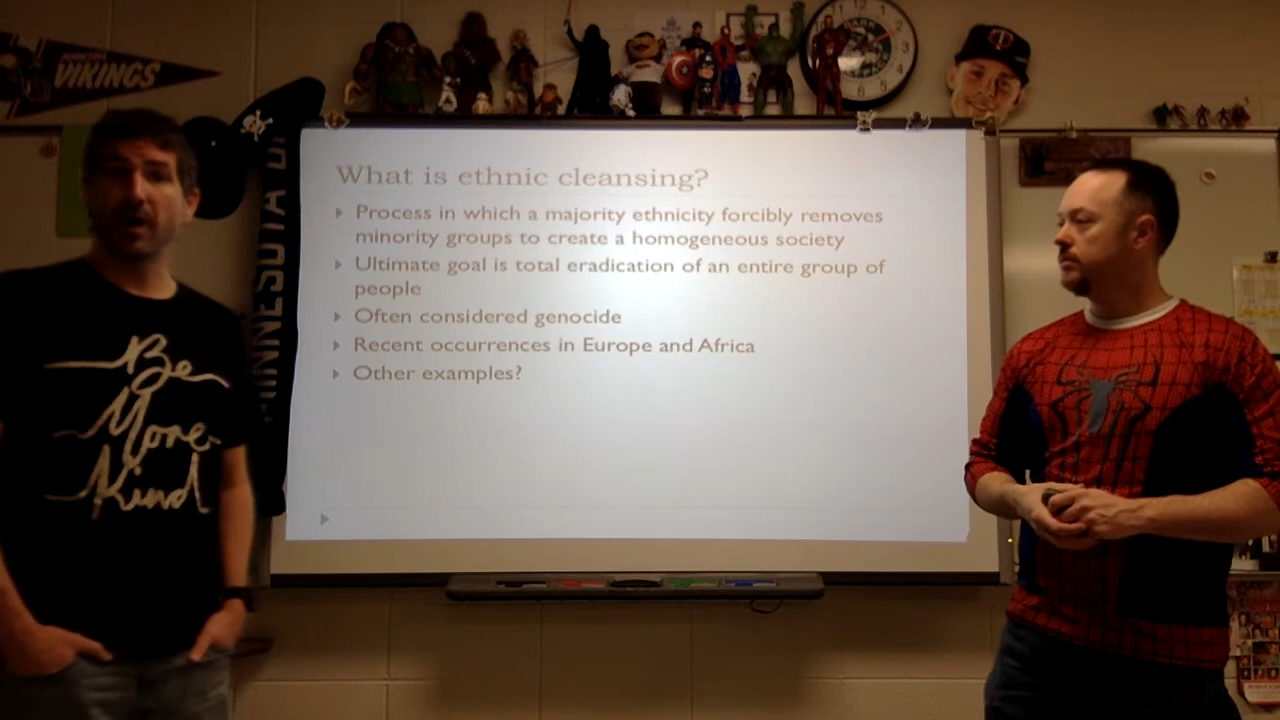 VIKINGS
MINNESOTA
What is ethnic cleansing?
Process in which a majority ethnicity forcibly removes
minority groups to create a homogeneous society
Ultimate goal is total eradication of an entire group of
people
Often considered genocide
Recent occurrences in Europe and Africa
Other examples?
Be
More
Kind